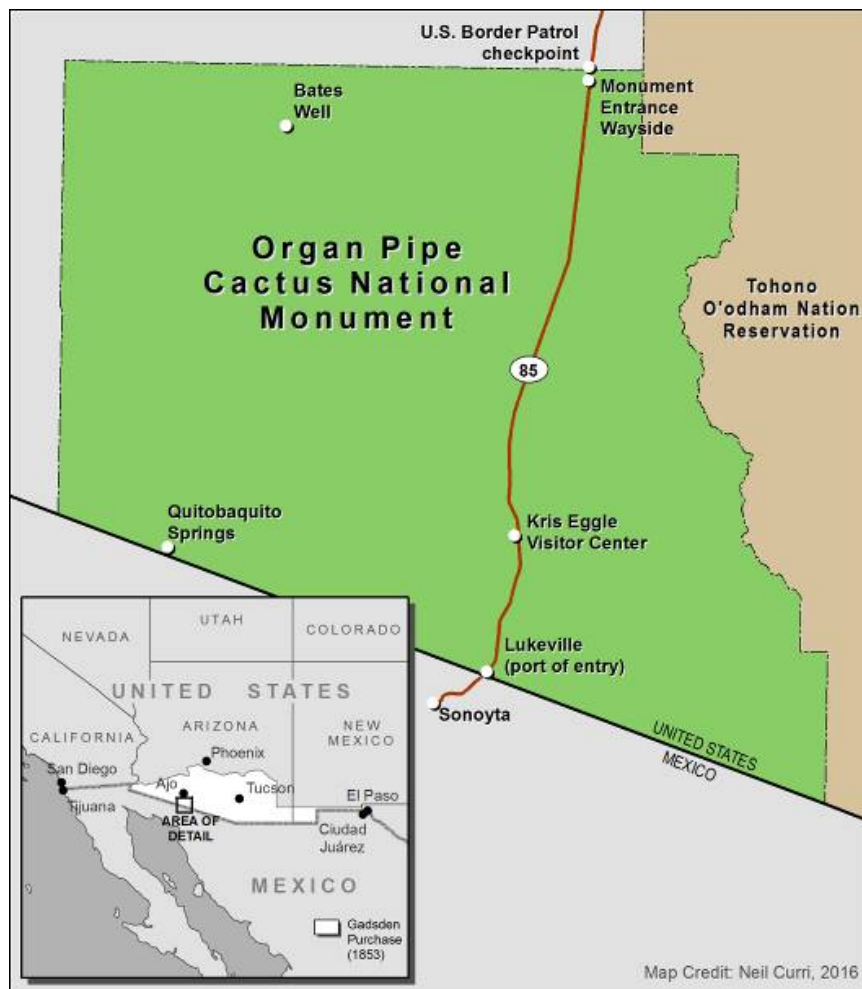 U.S. Border Patrol
checkpoint
Bates
Well
Monument
Entrance
Wayside
Organ Pipe
Cactus National
Monument
Tohono
O'odham Nation
Reservation
85
Quitobaquito
Springs
Kris Eggle
Visitor Center
Lukeville
(port of entry)
Sonoyta
UNITED STATES
MEXICO
NEVADA
UTAH
COLORADO
UNITED STATES
CALIFORNIA
ARIZONA
NEW
MEXICO
Phoenix
San Diego
Ajo
Tucson
El Paso
Tijuana
AREA OF
DETAIL
Ciudad
Juárez
MEXICO
Gadsden
Purchase
(1853)
Map Credit: Neil Curri, 2016